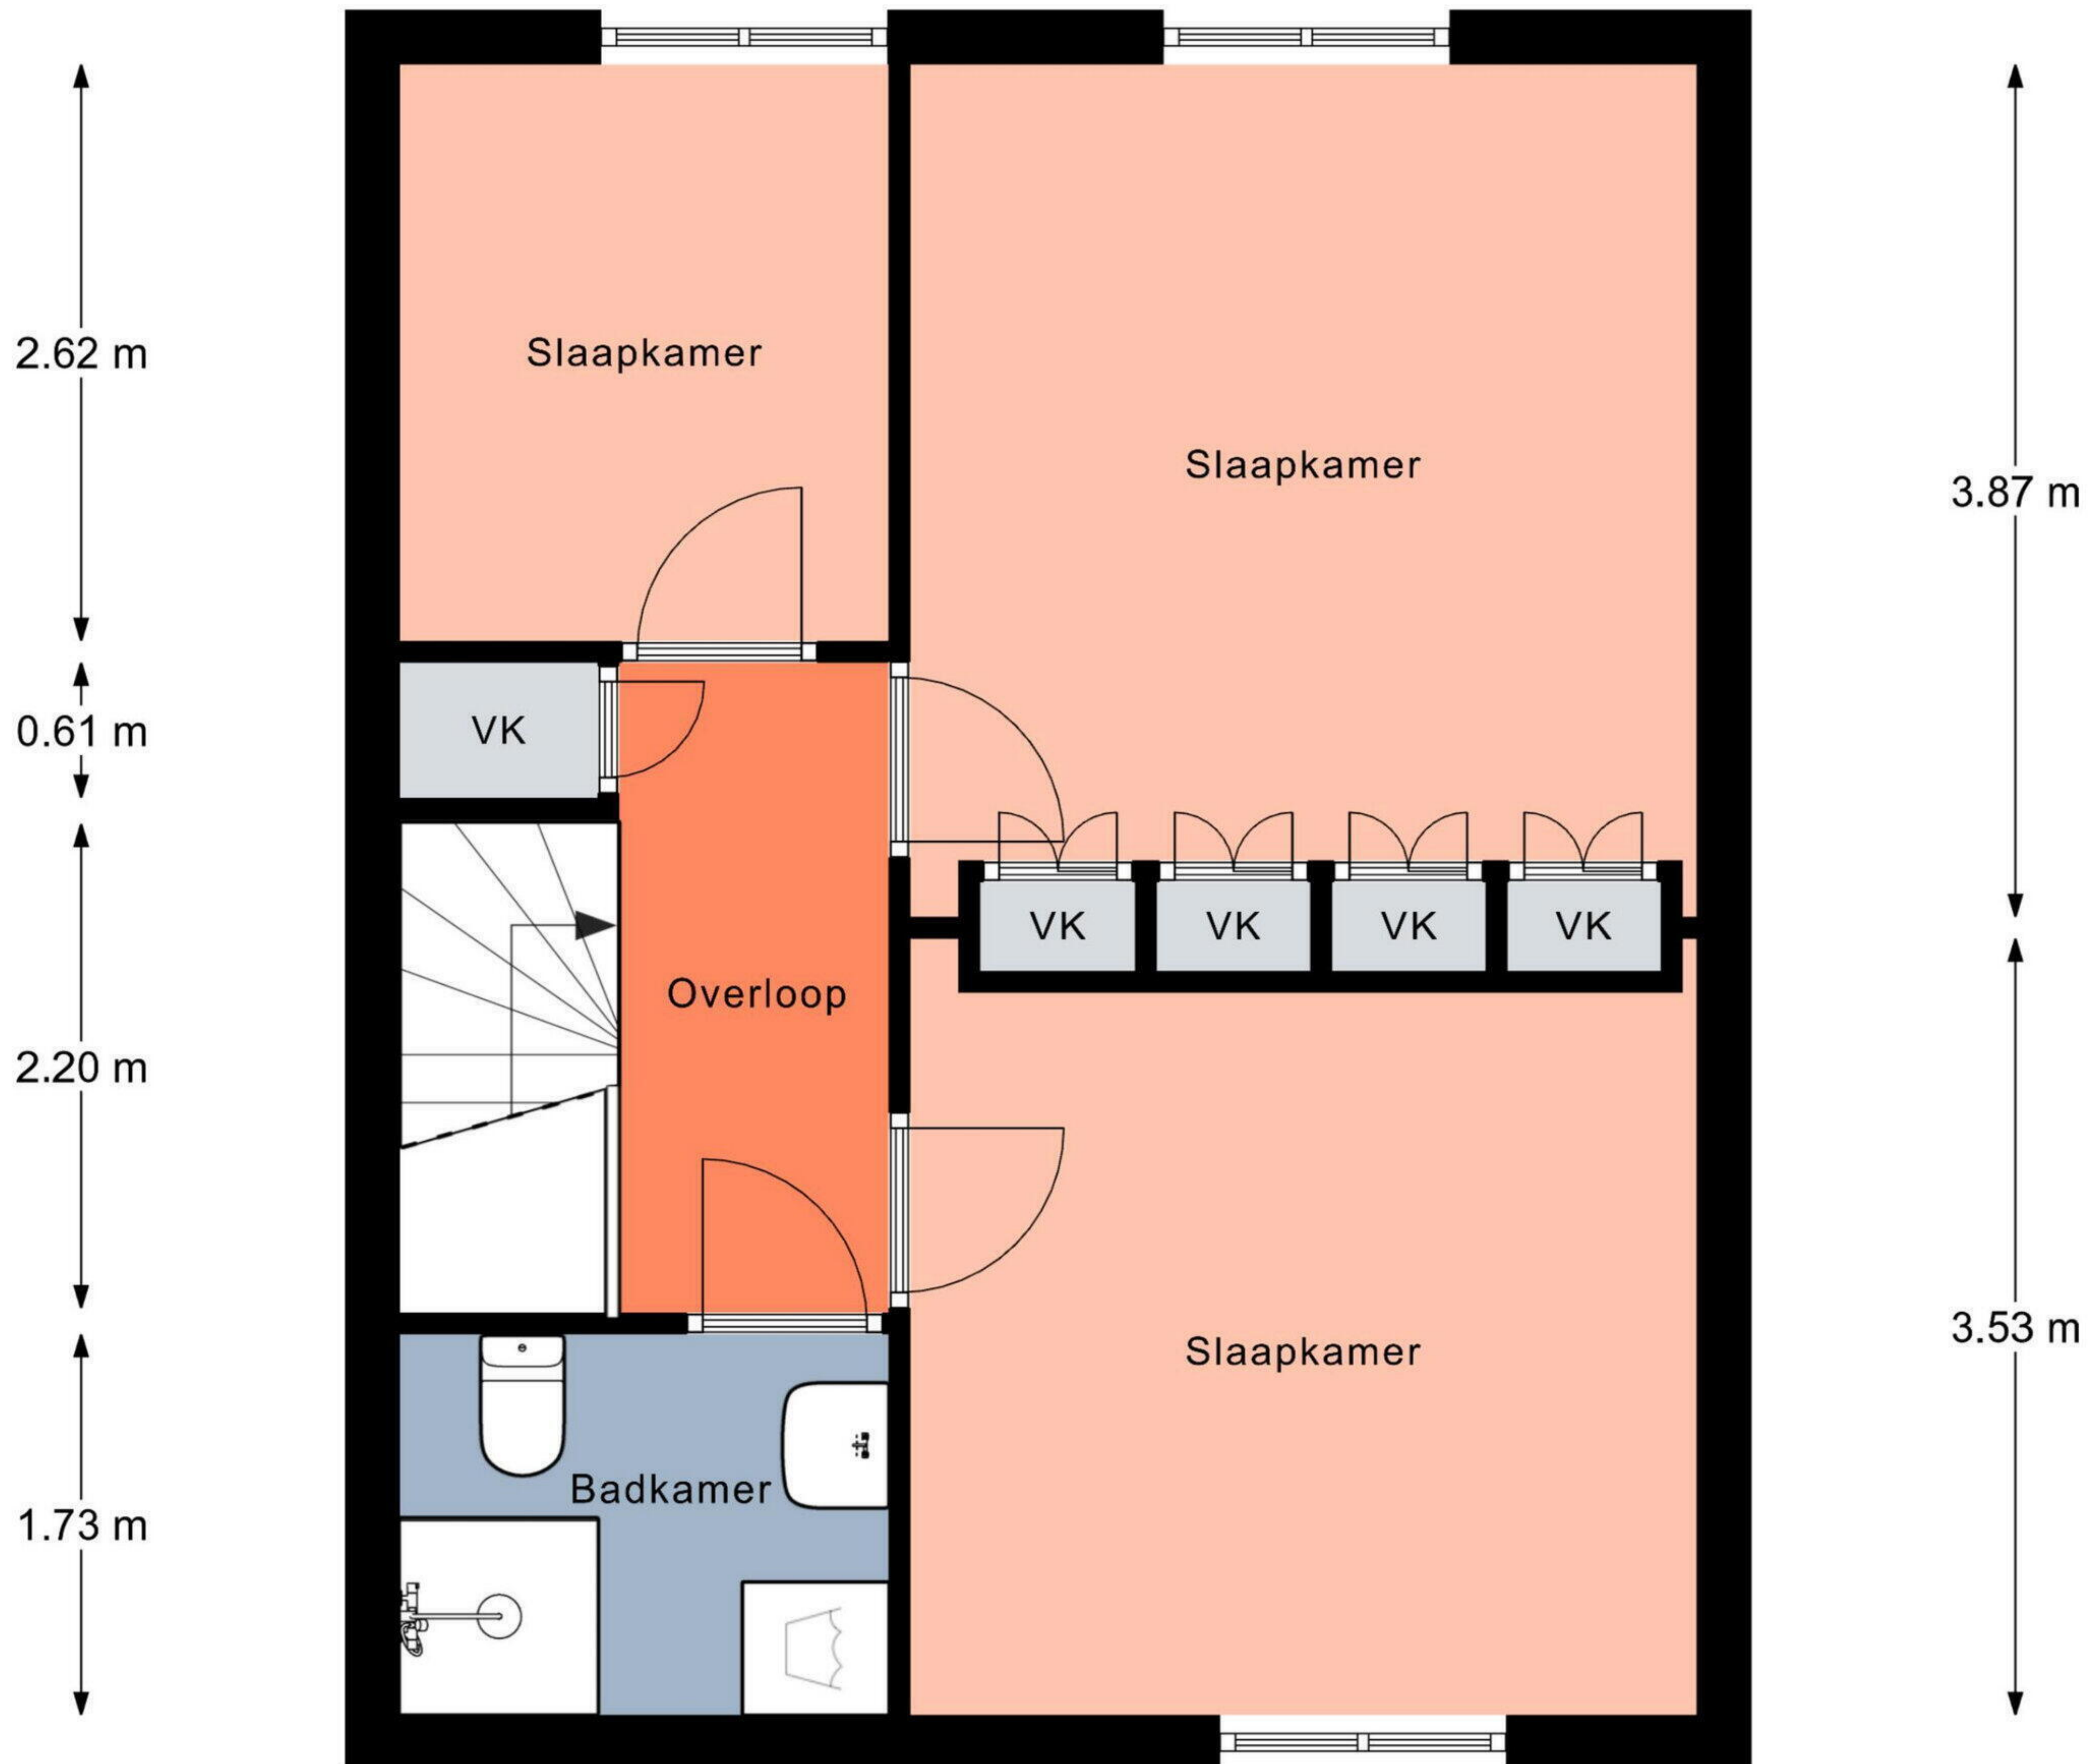 2.62 m
Slaapkamer
Slaapkamer
3.87 m
0.61 m
VK
VK
VK
VK
VK
Overloop
2.20 m
Slaapkamer
3.53 m
Badkamer
1.73 m